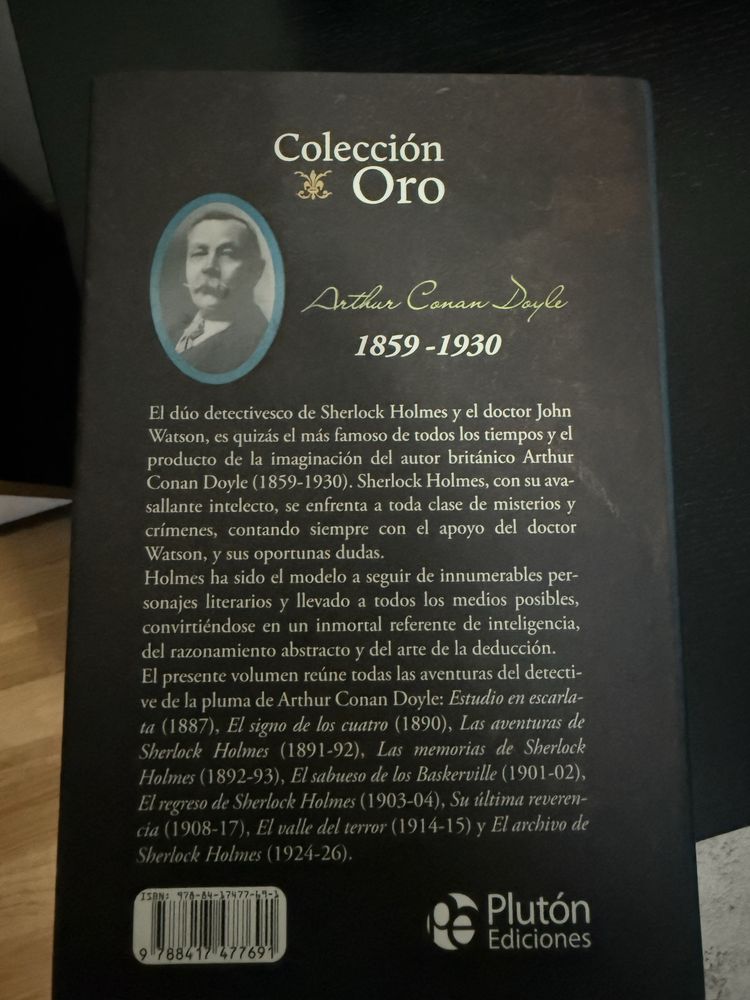 Colección
Oro
Arthur Conan Doyle
1859 -1930
El dúo detectivesco de Sherlock Holmes y el doctor John
Watson, es quizás el más famoso de todos los tiempos y el
producto de la imaginación del autor británico Arthur
Conan Doyle (1859-1930). Sherlock Holmes, con su ava-
sallante intelecto, se enfrenta a toda clase de misterios y
crímenes, contando siempre con el apoyo del doctor
Watson, y sus oportunas dudas.
Holmes ha sido el modelo a seguir de innumerables per-
sonajes literarios y llevado a todos los medios posibles,
convirtiéndose en un inmortal referente de inteligencia,
del razonamiento abstracto y del arte de la deducción.
El presente volumen reúne todas las aventuras del detecti-
ve de la pluma de Arthur Conan Doyle: Estudio en escarla-
ta (1887), El signo de los cuatro (1890), Las aventuras de
Sherlock Holmes (1891-92), Las memorias de Sherlock
Holmes (1892-93), El sabueso de los Baskerville (1901-02),
El regreso de Sherlock Holmes (1903-04), Su última reveren-
cia (1908-17), El valle del terror (1914-15) y El archivo de
Sherlock Holmes (1924-26).
ISBN: 978-84-17477-69-1
9 788417 477691
pe Plutón
Ediciones